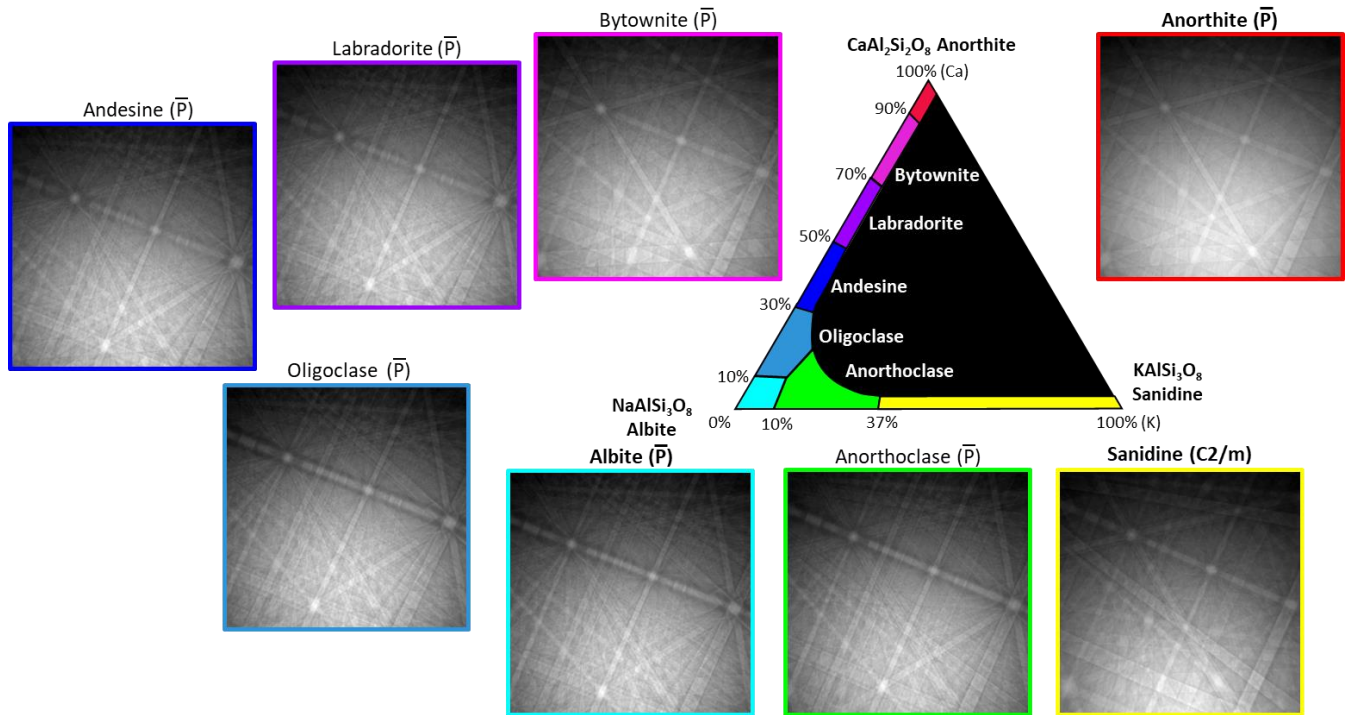 Bytownite (P̅)
Anorthite (P̅)
Labradorite (P̅)
CaAl₂Si₂O₈ Anorthite
100% (Ca)
Andesine (P̅)
90%
70%
Bytownite
Labradorite
50%
Andesine
30%
Oligoclase
Oligoclase (P̅)
Anorthoclase
10%
KAlSi₃O₈
Sanidine
NaAlSi₃O₈
Albite
0%
10%
37%
100% (K)
Albite (P̅)
Anorthoclase (P̅)
Sanidine (C2/m)